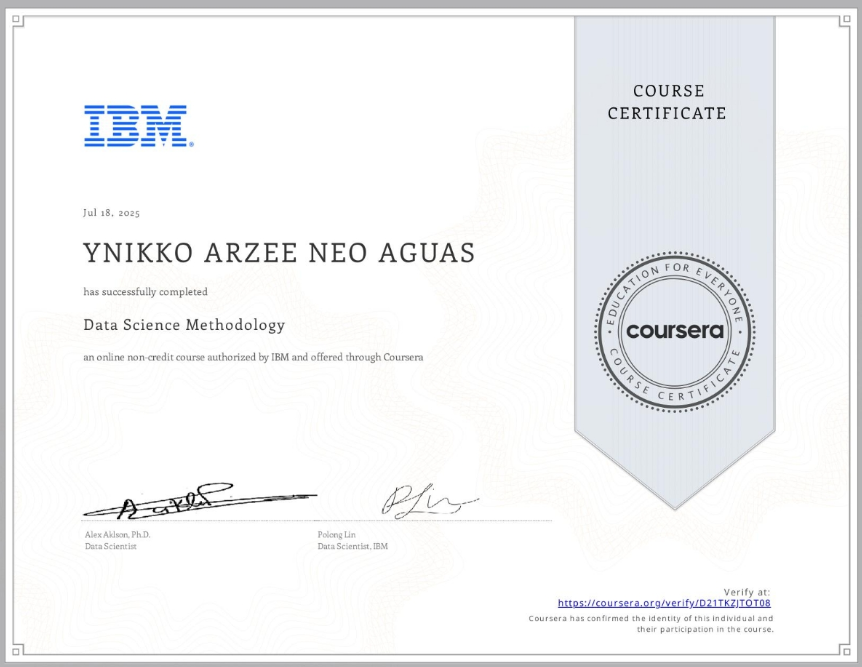 COURSE
CERTIFICATE
IBM®
Jul 18, 2025
YNIKKO ARZEE NEO AGUAS
has successfully completed
Data Science Methodology
an online non-credit course authorized by IBM and offered through Coursera
EDUCATION FOR EVERYONE
coursera
COURSE CERTIFICATE
Alex Aklson, Ph.D.
Data Scientist
Polong Lin
Data Scientist, IBM
Verify at:
https://coursera.org/verify/D21TKZJTOT08
Coursera has confirmed the identity of this individual and
their participation in the course.